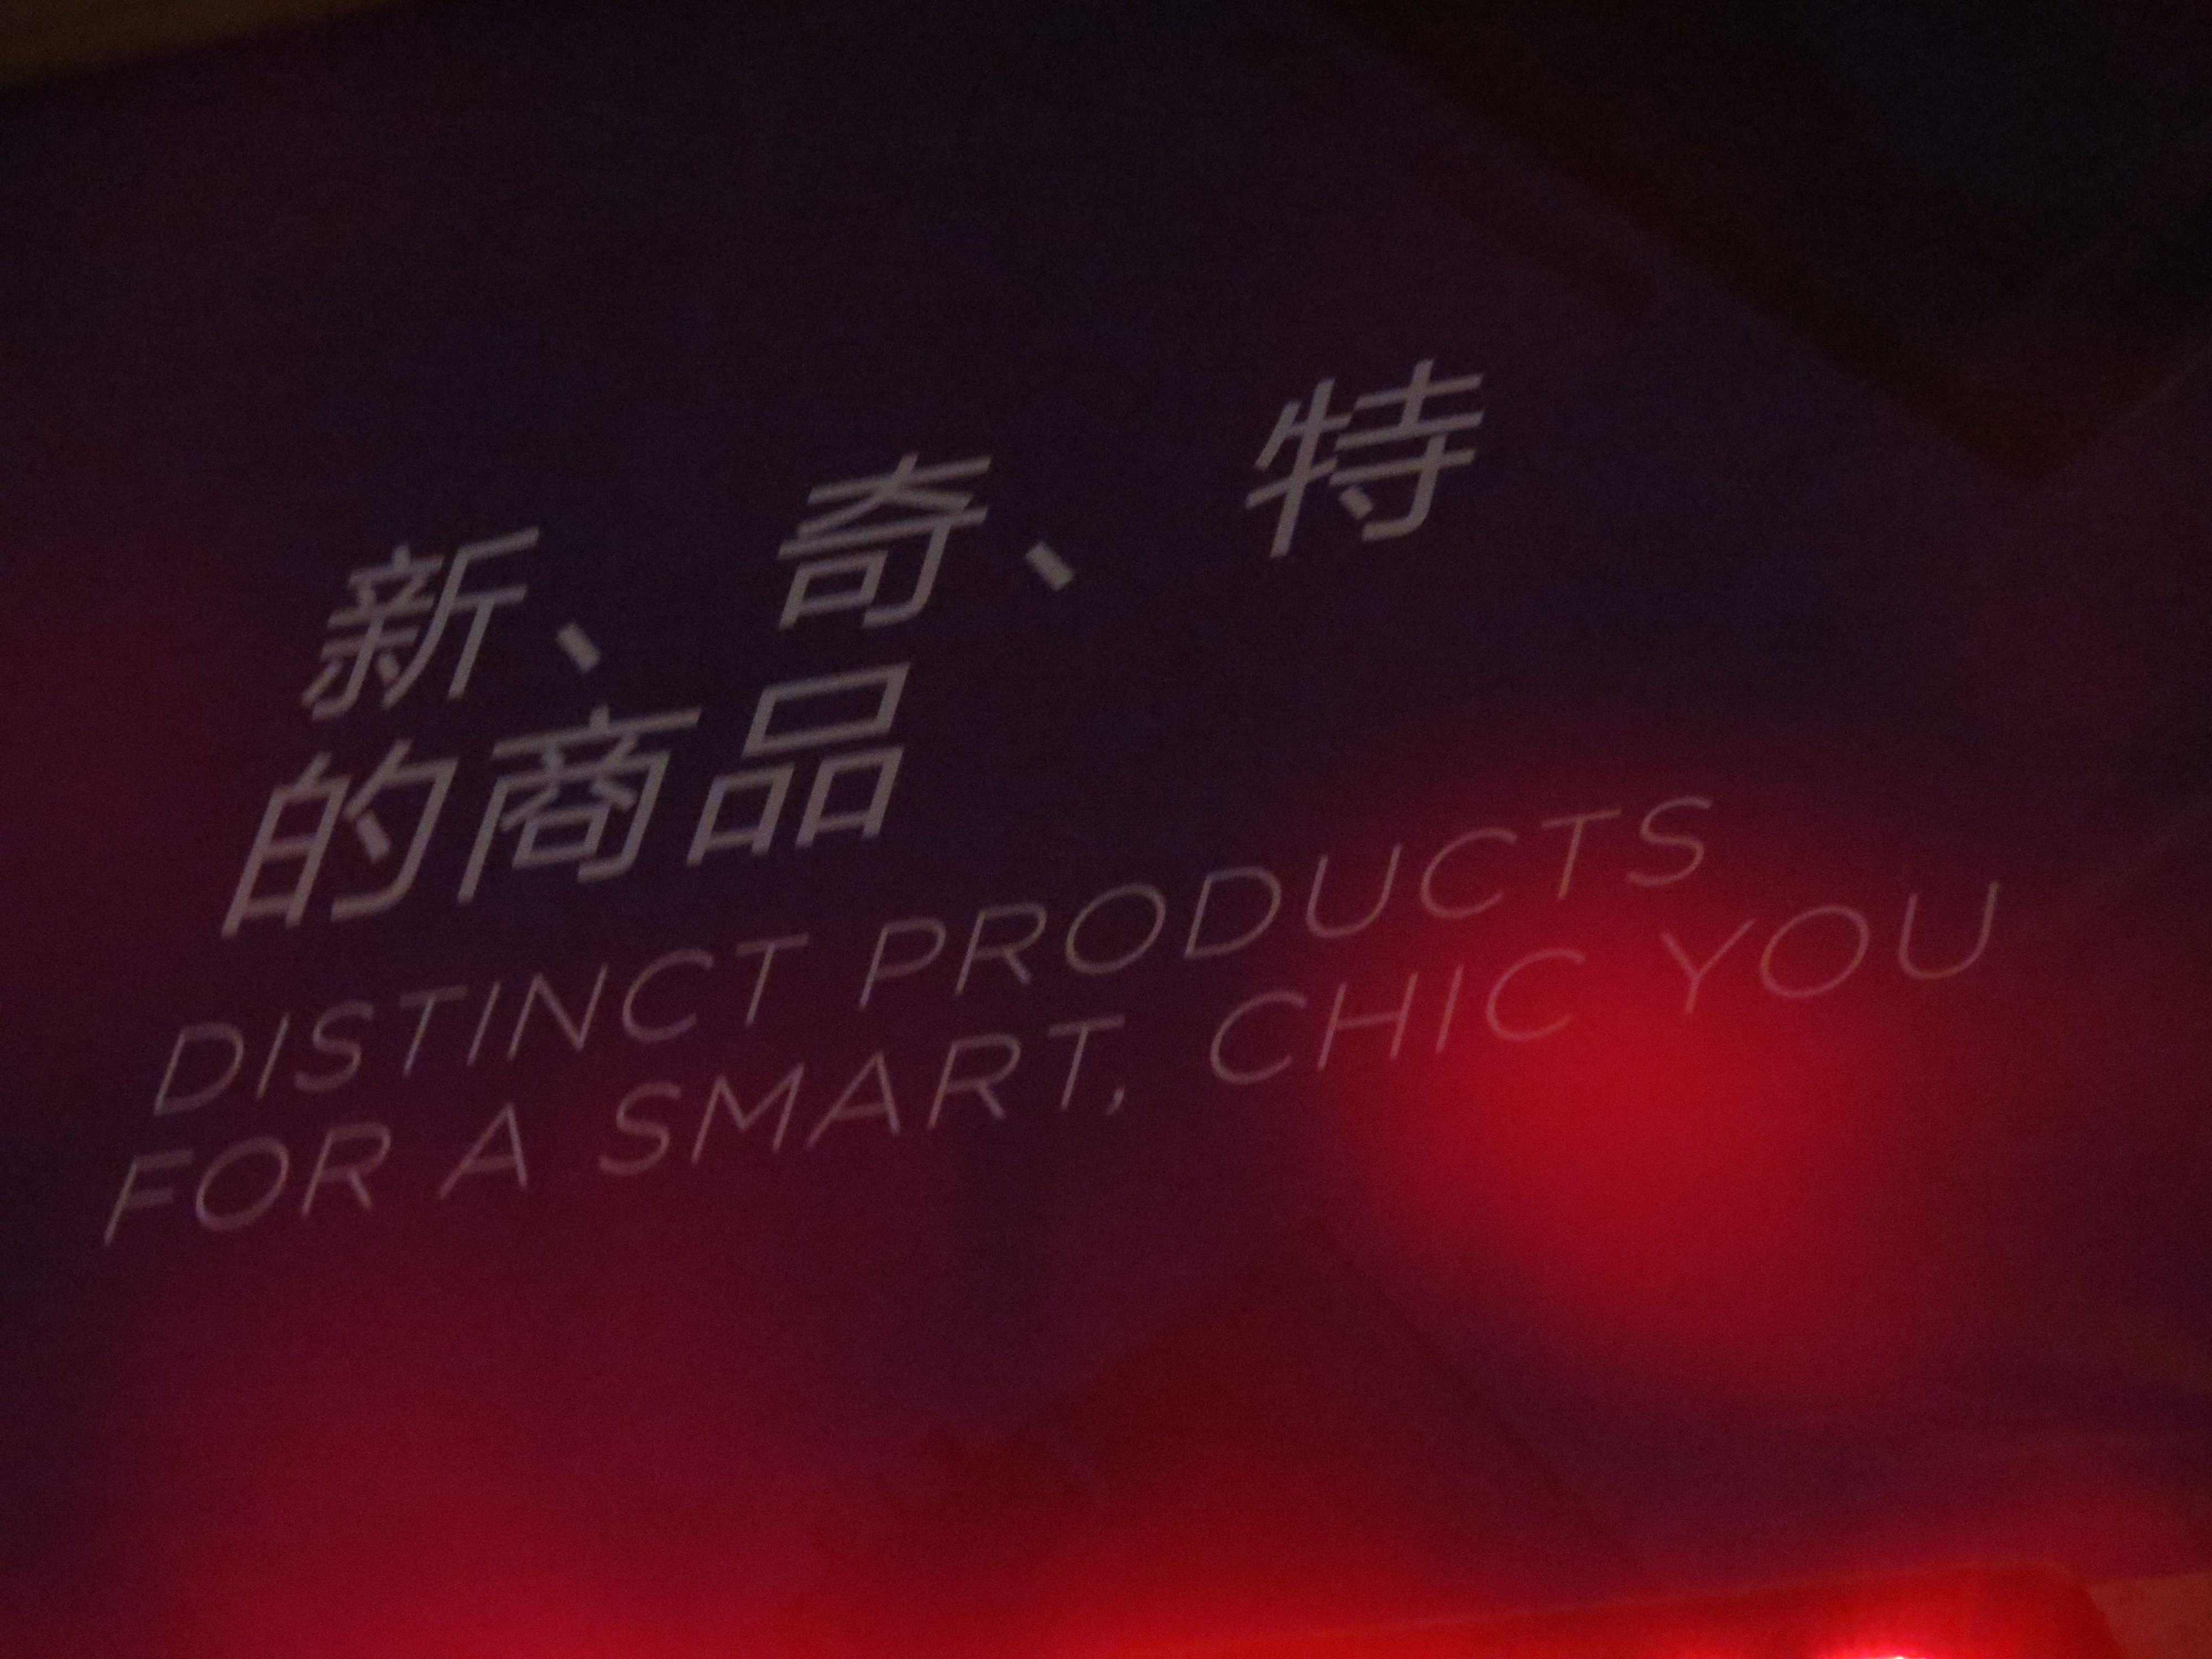 新、 奇、 特
的商品
DISTINCT PRODUCTS
FOR A SMART, CHIC YOU